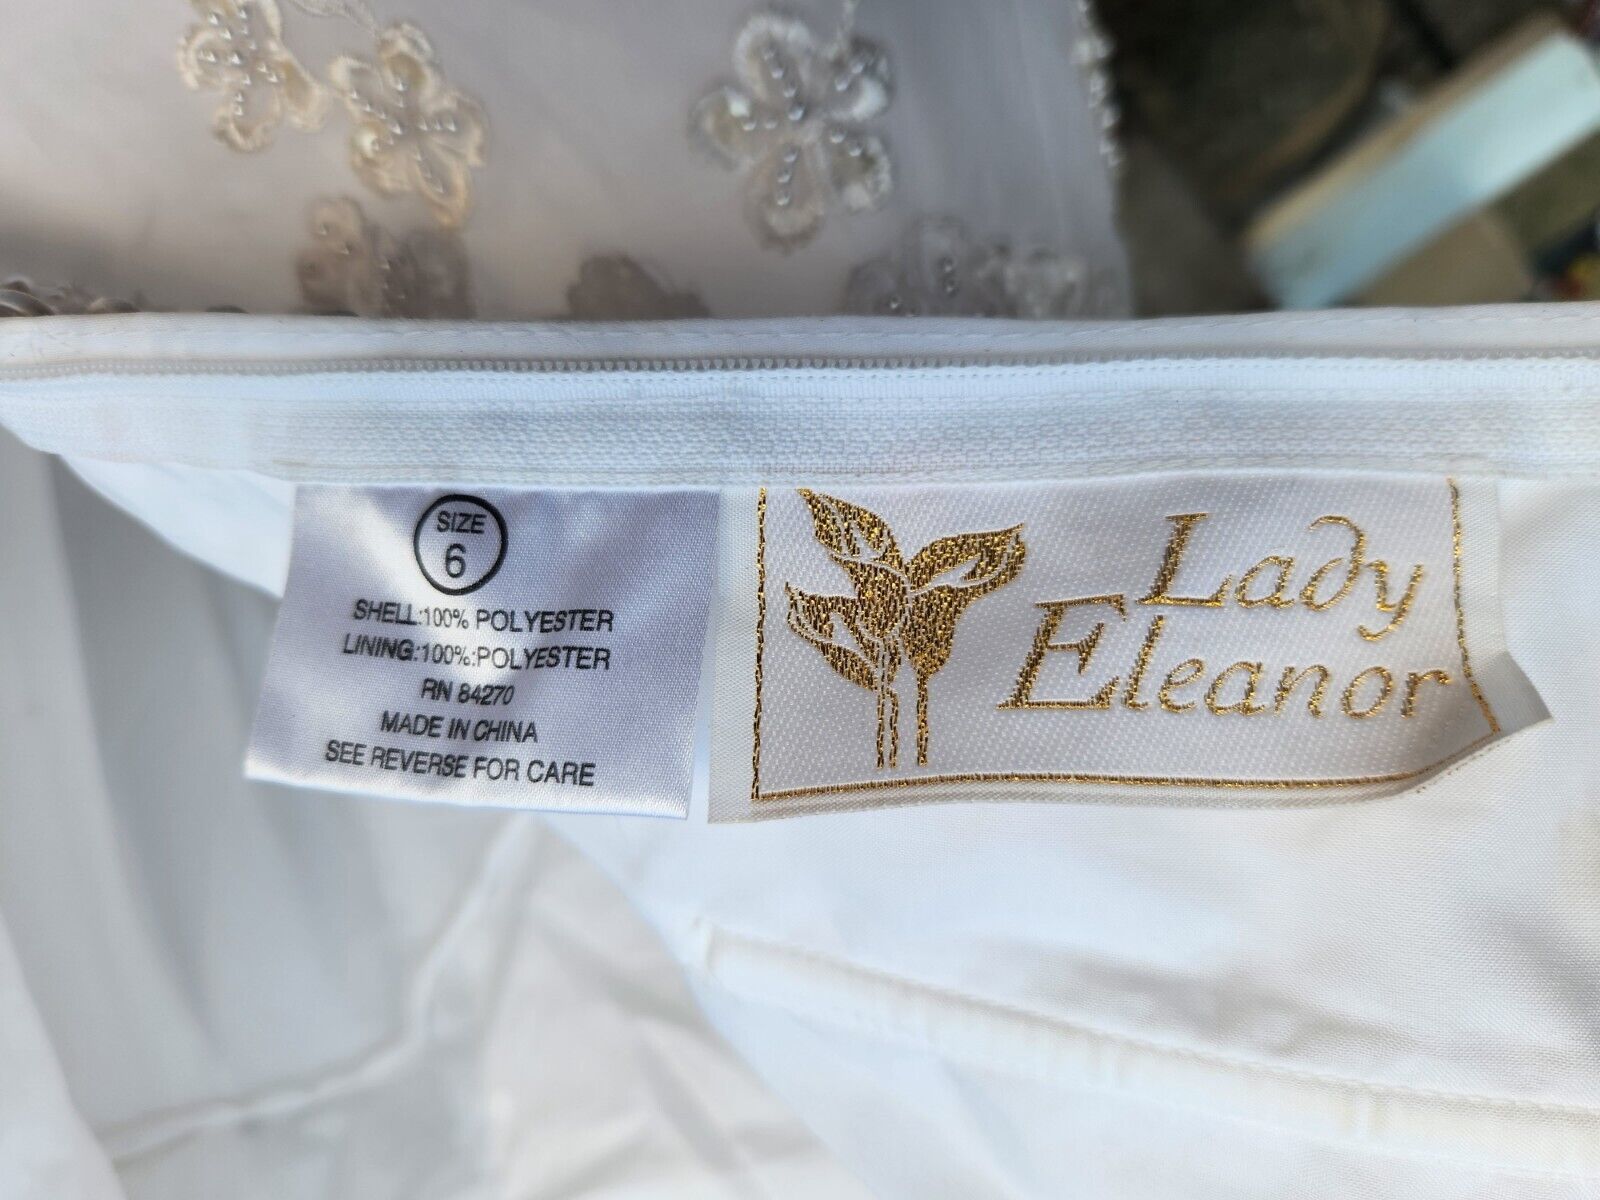 SIZE
6
SHELL:100% POLYESTER
LINING:100%:POLYESTER
RN 84270
MADE IN CHINA
SEE REVERSE FOR CARE
Lady
Eleanor